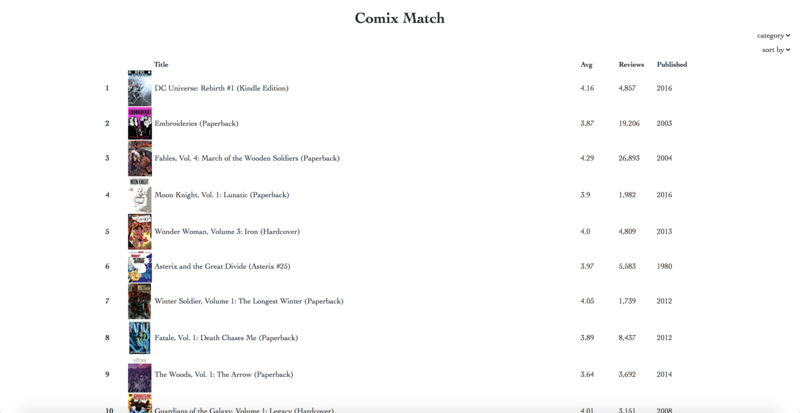 Comix Match
category
sort by
Title Avg Reviews Published
1 DC Universe: Rebirth #1 (Kindle Edition) 4.16 4,857 2016
2 Embroideries (Paperback) 3.87 19,206 2003
3 Fables, Vol. 4: March of the Wooden Soldiers (Paperback) 4.29 26,893 2004
MOON KNIGHT
4 Moon Knight, Vol. 1: Lunatic (Paperback) 3.9 1,982 2016
5 Wonder Woman, Volume 3: Iron (Hardcover) 4.0 4,809 2013
6 Asterix and the Great Divide (Asterix #25) 3.97 5,583 1980
7 Winter Soldier, Volume 1: The Longest Winter (Paperback) 4.05 1,739 2012
8 Fatale, Vol. 1: Death Chases Me (Paperback) 3.89 8,437 2012
9 The Woods, Vol. 1: The Arrow (Paperback) 3.64 3,692 2014
10 Guardians of the Galaxy, Volume 1: Legacy (Hardcover) 4.01 3,151 2008